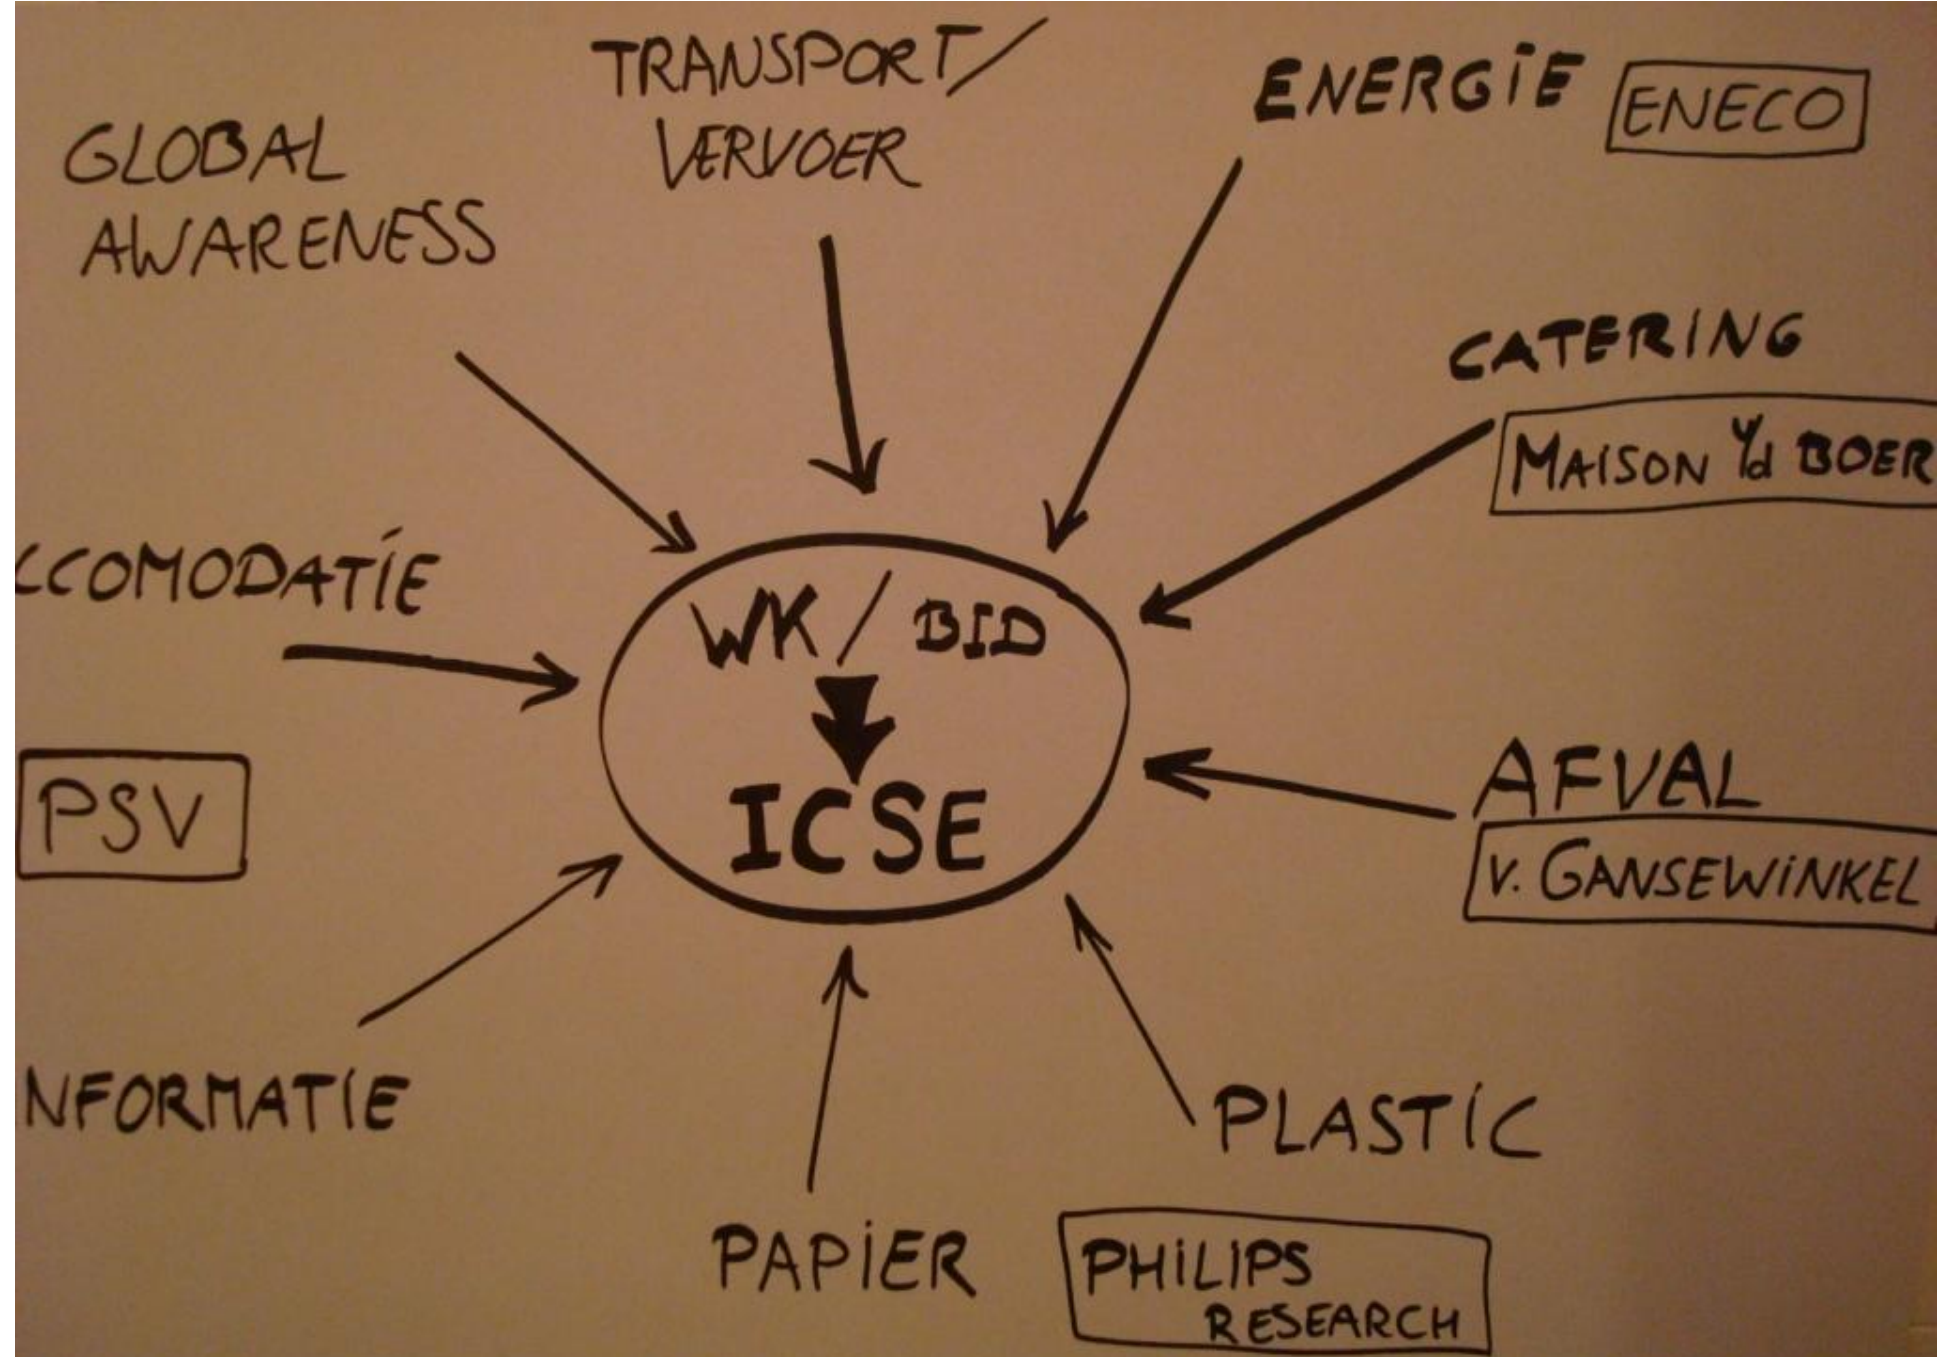 TRANSPORT/
VERVOER
ENERGIE
ENECO
GLOBAL
AWARENESS
CATERING
MAISON v/d BOER
CCOMODATIE
WK / BID
ICSE
PSV
AFVAL
V. GANSEWINKEL
NFORMATIE
PLASTIC
PAPIER
PHILIPS
RESEARCH